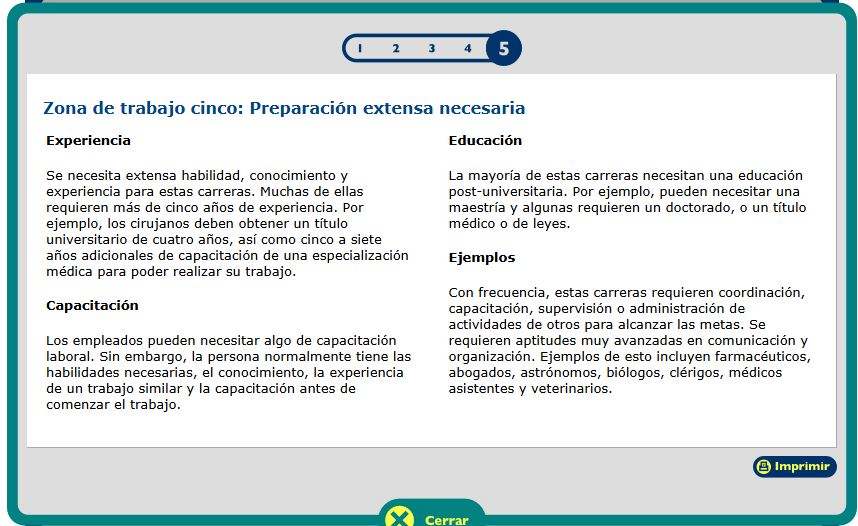 1 2 3 4 5
Zona de trabajo cinco: Preparación extensa necesaria
Experiencia
Se necesita extensa habilidad, conocimiento y
experiencia para estas carreras. Muchas de ellas
requieren más de cinco años de experiencia. Por
ejemplo, los cirujanos deben obtener un título
universitario de cuatro años, así como cinco a siete
años adicionales de capacitación de una especialización
médica para poder realizar su trabajo.
Capacitación
Los empleados pueden necesitar algo de capacitación
laboral. Sin embargo, la persona normalmente tiene las
habilidades necesarias, el conocimiento, la experiencia
de un trabajo similar y la capacitación antes de
comenzar el trabajo.
Educación
La mayoría de estas carreras necesitan una educación
post-universitaria. Por ejemplo, pueden necesitar una
maestría y algunas requieren un doctorado, o un título
médico o de leyes.
Ejemplos
Con frecuencia, estas carreras requieren coordinación,
capacitación, supervisión o administración de
actividades de otros para alcanzar las metas. Se
requieren aptitudes muy avanzadas en comunicación y
organización. Ejemplos de esto incluyen farmacéuticos,
abogados, astrónomos, biólogos, clérigos, médicos
asistentes y veterinarios.
Imprimir
Cerrar